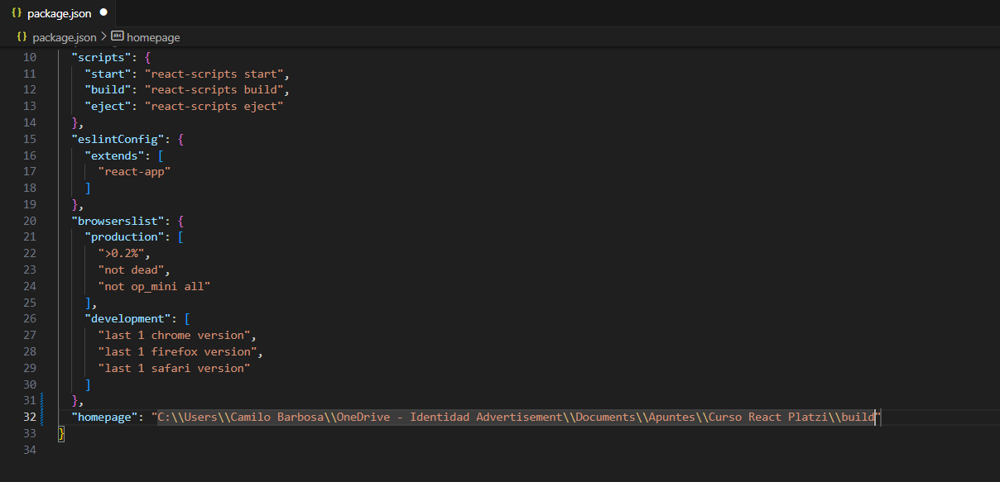 {} package.json ●
{} package.json > abc homepage
10 "scripts": {
11 "start": "react-scripts start",
12 "build": "react-scripts build",
13 "eject": "react-scripts eject"
14 },
15 "eslintConfig": {
16 "extends": [
17 "react-app"
18 ]
19 },
20 "browserslist": {
21 "production": [
22 ">0.2%",
23 "not dead",
24 "not op_mini all"
25 ],
26 "development": [
27 "last 1 chrome version",
28 "last 1 firefox version",
29 "last 1 safari version"
30 ]
31 },
32 "homepage": "C:\\Users\\Camilo Barbosa\\OneDrive - Identidad Advertisement\\Documents\\Apuntes\\Curso React Platzi\\build"
33 }
34